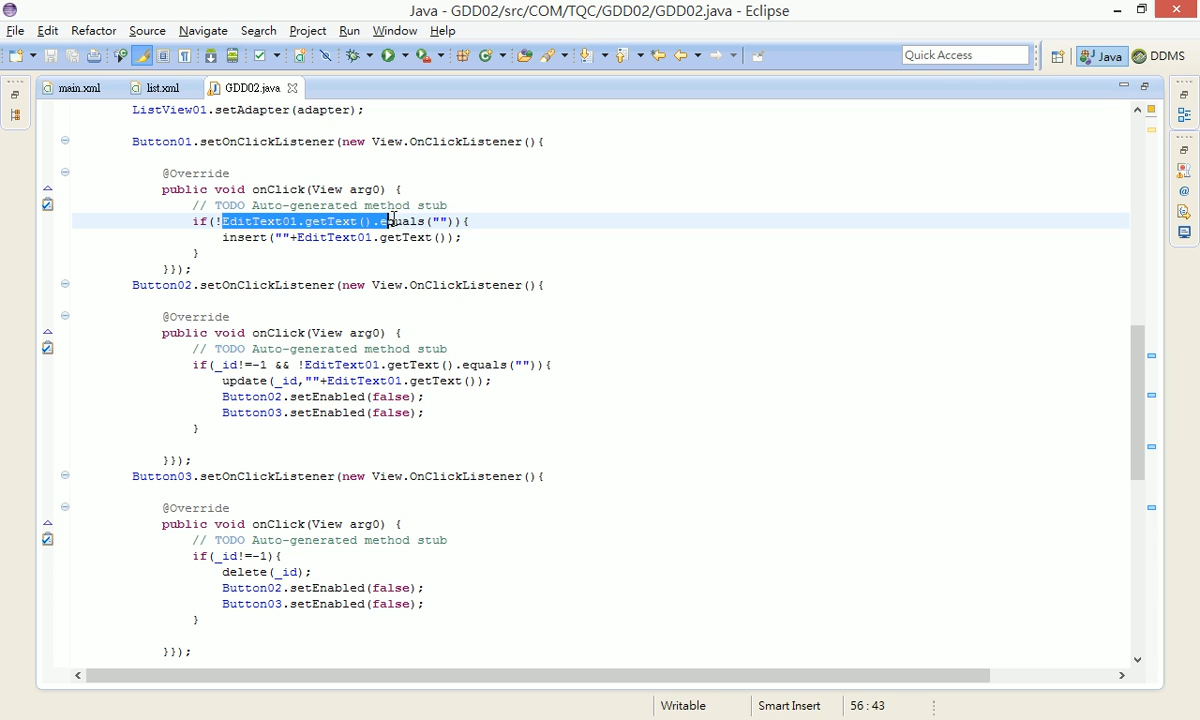 Java - GDD02/src/COM/TQC/GDD02/GDD02.java - Eclipse
File Edit Refactor Source Navigate Search Project Run Window Help
Quick Access
Java
DDMS
main.xml
list.xml
GDD02.java
ListView01.setAdapter(adapter);
Button01.setOnClickListener(new View.OnClickListener(){
@Override
public void onClick(View arg0) {
// TODO Auto-generated method stub
if(!EditText01.getText().equals("")){
insert(""+EditText01.getText());
}
}});
Button02.setOnClickListener(new View.OnClickListener(){
@Override
public void onClick(View arg0) {
// TODO Auto-generated method stub
if(_id!=-1 && !EditText01.getText().equals("")){
update(_id,""+EditText01.getText());
Button02.setEnabled(false);
Button03.setEnabled(false);
}
}});
Button03.setOnClickListener(new View.OnClickListener(){
@Override
public void onClick(View arg0) {
// TODO Auto-generated method stub
if(_id!=-1){
delete(_id);
Button02.setEnabled(false);
Button03.setEnabled(false);
}
}});
Writable
Smart Insert
56 : 43